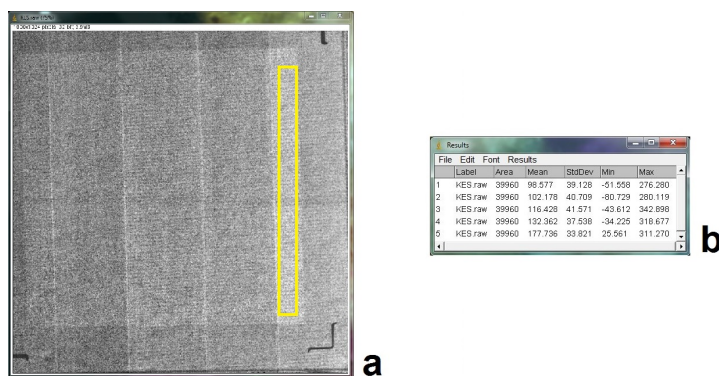 KES.raw (75%)
Results
File Edit Font Results
Label Area Mean StdDev Min Max
1 KES.raw 39960 98.577 39.128 -51.558 276.280
2 KES.raw 39960 102.178 40.709 -80.729 280.119
3 KES.raw 39960 116.428 41.571 -43.612 342.898
4 KES.raw 39960 132.362 37.538 -34.225 318.677
5 KES.raw 39960 177.736 33.821 25.561 311.270
a
b